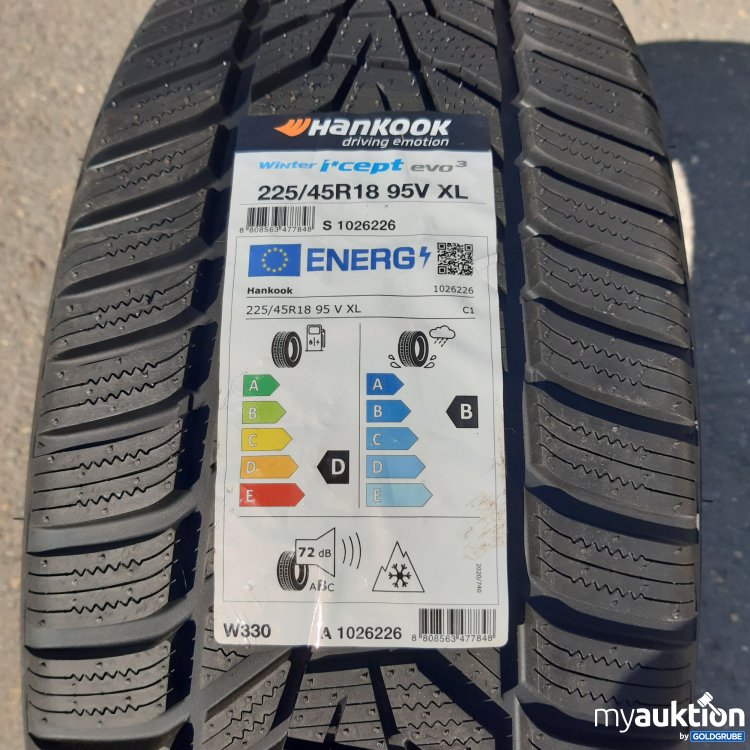 Hankook
driving emotion
Winter i*cept evo³
225/45R18 95V XL
8 808563 477848
S 1026226
ENERG
Hankook
1026226
225/45R18 95 V XL
C1
A
B
C
D
E
D
A
B
C
D
E
B
72 dB
ABC
2020/740
W330
A 1026226
8 808563 477848
myauktion
by GOLDGRUBE